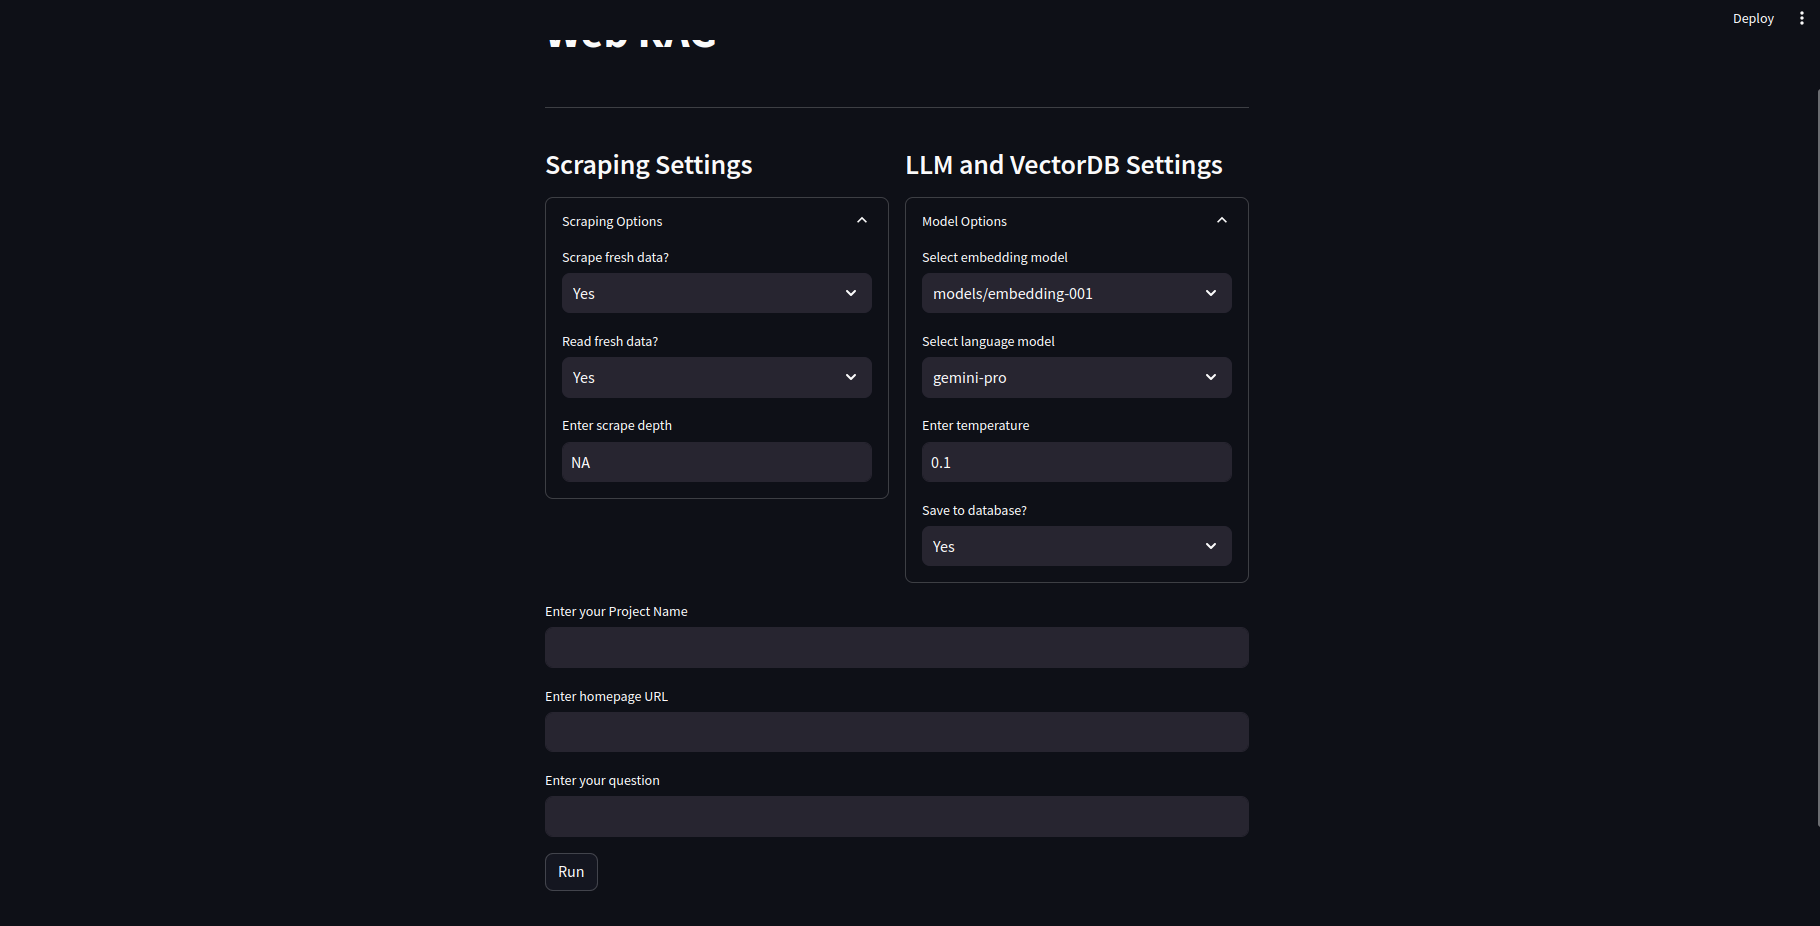 Deploy
Web RAG
Scraping Settings
Scraping Options
Scrape fresh data?
Yes
Read fresh data?
Yes
Enter scrape depth
NA
LLM and VectorDB Settings
Model Options
Select embedding model
models/embedding-001
Select language model
gemini-pro
Enter temperature
0.1
Save to database?
Yes
Enter your Project Name
Enter homepage URL
Enter your question
Run